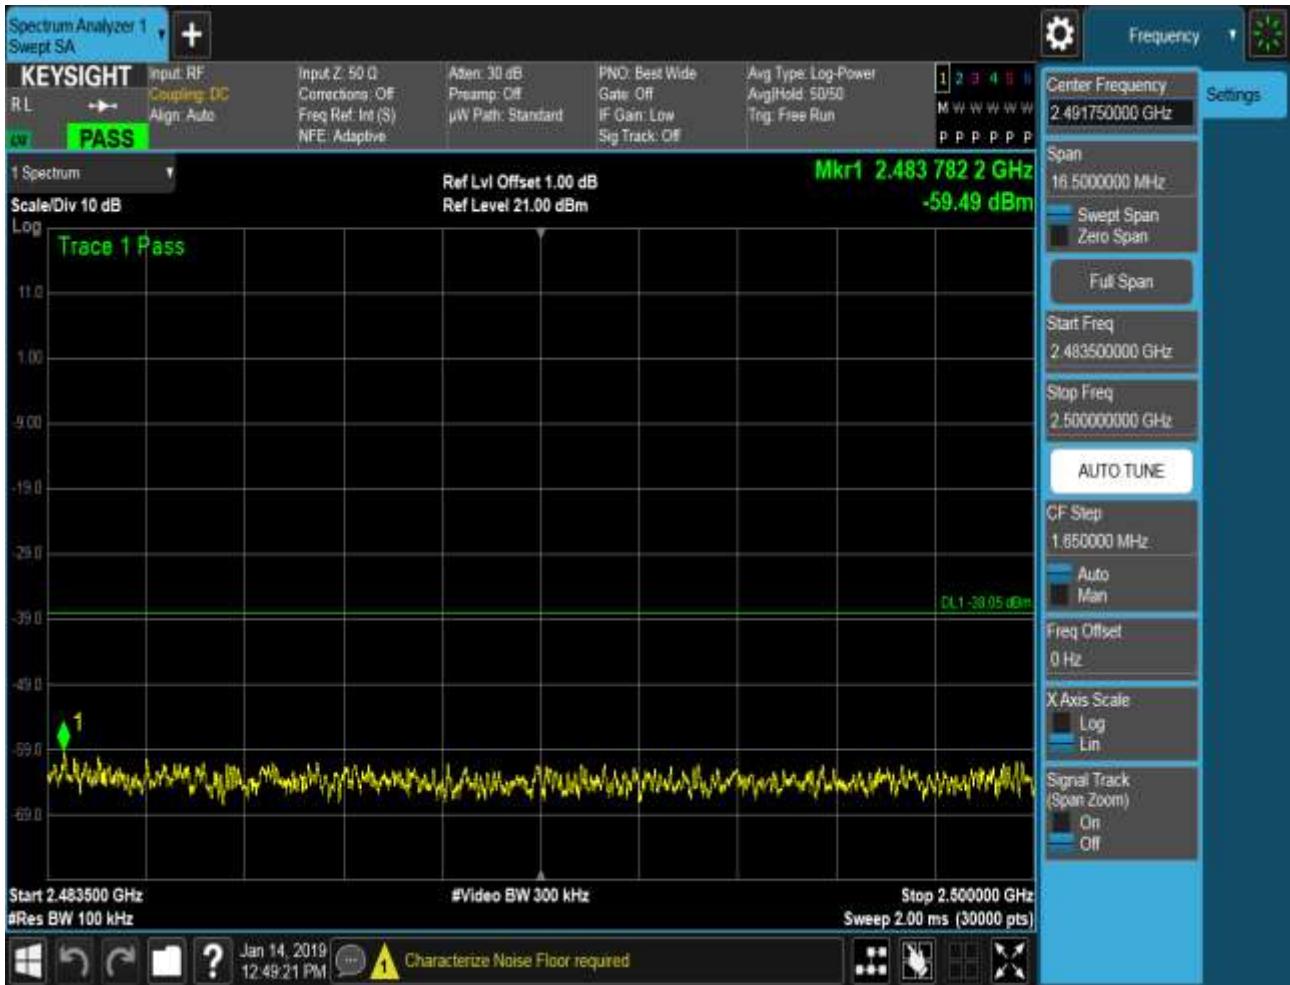 Spectrum Analyzer 1
Swept SA
Frequency
KEYSIGHT
RL
PASS
Input: RF
Coupling: DC
Align: Auto
Input Z: 50 Ω
Corrections: Off
Freq Ref: Int (S)
NFE: Adaptive
Atten: 30 dB
Preamp: Off
µW Path: Standard
PNO: Best Wide
Gate: Off
IF Gain: Low
Sig Track: Off
Avg Type: Log-Power
Avg|Hold: 50/50
Trig: Free Run
1 2 3 4 5 6
M W W W W W
P P P P P P
1 Spectrum
Scale/Div 10 dB
Ref Lvl Offset 1.00 dB
Ref Level 21.00 dBm
Mkr1 2.483 782 2 GHz
-59.49 dBm
Log
Trace 1 Pass
11.0
1.00
-9.00
-19.0
-29.0
-39.0
-49.0
-59.0
-69.0
DL1 -38.05 dBm
1
Start 2.483500 GHz
#Res BW 100 kHz
#Video BW 300 kHz
Stop 2.500000 GHz
Sweep 2.00 ms (30000 pts)
Center Frequency
2.491750000 GHz
Settings
Span
16.5000000 MHz
Swept Span
Zero Span
Full Span
Start Freq
2.483500000 GHz
Stop Freq
2.500000000 GHz
AUTO TUNE
CF Step
1.650000 MHz
Auto
Man
Freq Offset
0 Hz
X Axis Scale
Log
Lin
Signal Track
(Span Zoom)
On
Off
?
Jan 14, 2019
12:49:21 PM
1
Characterize Noise Floor required